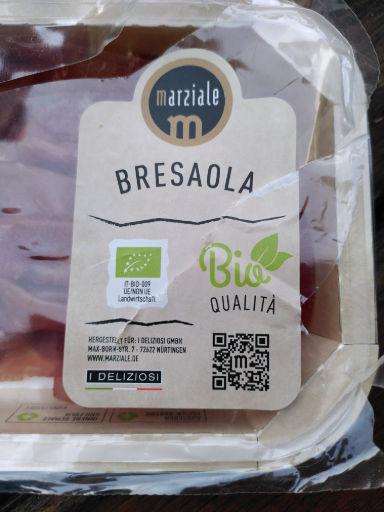 marziale
m
BRESAOLA
Bio
QUALITÀ
IT-BIO-009
UE/NON UE
Landwirtschaft
HERGESTELLT FÜR: I DELIZIOSI GMBH
MAX-BORN-STR. 7 - 72622 NÜRTINGEN
WWW.MARZIALE.DE
I DELIZIOSI